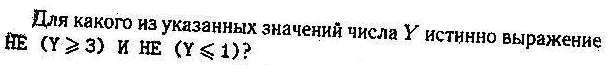 Для какого из указанных значений числа Y истинно выражение
НЕ (Y ⩾ 3) И НЕ (Y ⩽ 1)?